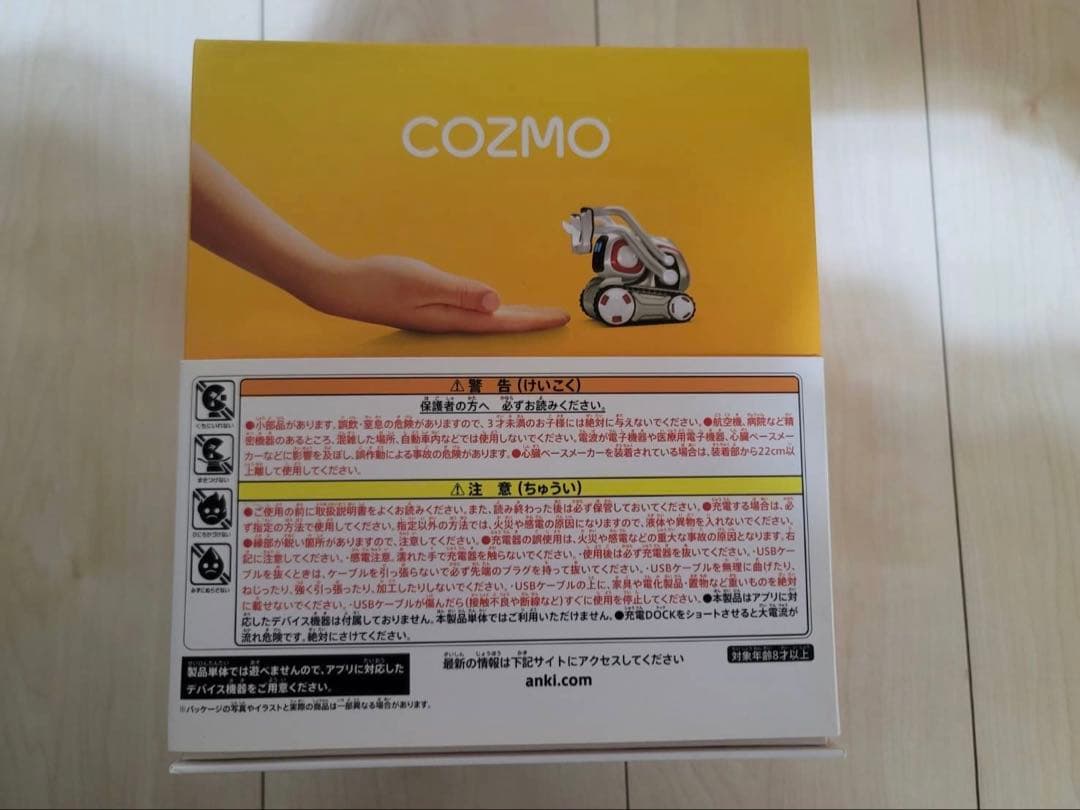 COZMO
⚠警 告(けいこく)
保護者の方へ 必ずお読みください。
●小部品があります。誤飲・窒息の危険がありますので、3才未満のお子様には絶対に与えないでください。●航空機、病院など精
密機器のあるところ、混雑した場所、自動車内などでは使用しないでください。電波が電子機器や医療用電子機器、心臓ペースメー
カーなどに影響を及ぼし、誤作動による事故の危険があります。●心臓ペースメーカーを装着されている場合は、装着部から22cm以
上離して使用してください。
くちにいれない
まきつけない
⚠注 意(ちゅうい)
●ご使用の前に取扱説明書をよくお読みください。また、読み終わった後は必ず保管しておいてください。●充電する場合は、必
ず指定の方法で使用してください。指定以外の方法では、火災や感電の原因になりますので、液体や異物を入れないでください。
●縁部が鋭い箇所がありますので、注意してください。●充電器の誤使用は、火災や感電などの重大な事故の原因となります。右
記に注意してください。・感電注意。濡れた手で充電器を触らないでください。・使用後は必ず充電器を抜いてください。・USBケー
ブルを抜くときは、ケーブルを引っ張らないで必ず先端のプラグを持って抜いてください。・USBケーブルを無理に曲げたり、
ねじったり、強く引っ張ったり、加工したりしないでください。・USBケーブルの上に、家具や電化製品・置物など重いものを絶対
に載せないでください。・USBケーブルが傷んだら(接触不良や断線など)すぐに使用を停止してください。●本製品はアプリに対
応したデバイス機器は付属しておりません。本製品単体ではご利用いただけません。●充電DOCKをショートさせると大電流が
流れ危険です。絶対にさけてください。
ひにちかづけない
みずにぬらさない
製品単体では遊べませんので、アプリに対応した
デバイス機器をご用意ください。
※パッケージの写真やイラストと実際の商品は一部異なる場合があります。
最新の情報は下記サイトにアクセスしてください
anki.com
対象年齢8才以上